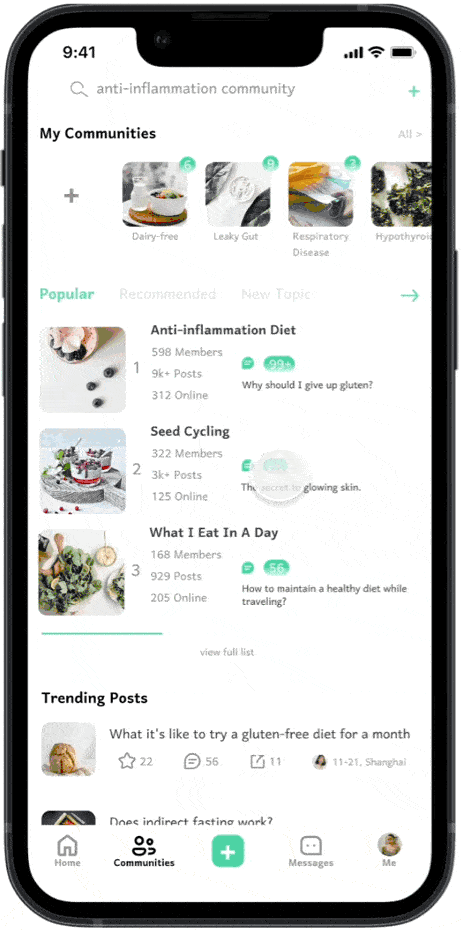 9:41
anti-inflammation community
+
My Communities
All >
+
6
9
3
Dairy-free
Leaky Gut
Respiratory
Disease
Hypothyroid
Popular
Recommended
New Topic
Anti-inflammation Diet
1
598 Members
9k+ Posts
312 Online
99+
Why should I give up gluten?
Seed Cycling
2
322 Members
3k+ Posts
125 Online
The secret to glowing skin.
What I Eat In A Day
3
168 Members
929 Posts
205 Online
56
How to maintain a healthy diet while
traveling?
view full list
Trending Posts
What it's like to try a gluten-free diet for a month
22
56
11
11-21, Shanghai
Does indirect fasting work?
Home
Communities
+
Messages
Me